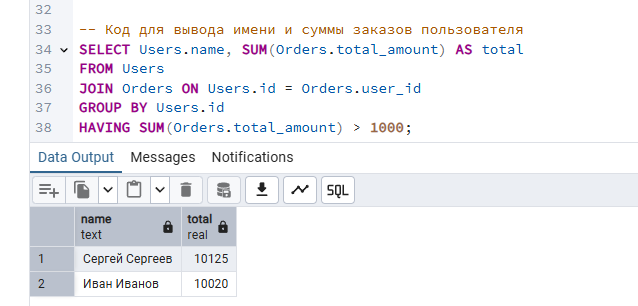 32
33 -- Код для вывода имени и суммы заказов пользователя
34 SELECT Users.name, SUM(Orders.total_amount) AS total
35 FROM Users
36 JOIN Orders ON Users.id = Orders.user_id
37 GROUP BY Users.id
38 HAVING SUM(Orders.total_amount) > 1000;
Data Output Messages Notifications
SQL
name total
text real
1 Сергей Сергеев 10125
2 Иван Иванов 10020